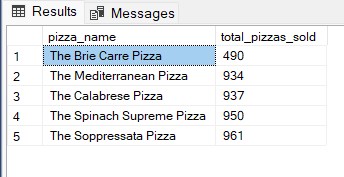 Results Messages
pizza_name total_pizzas_sold
1 The Brie Carre Pizza 490
2 The Mediterranean Pizza 934
3 The Calabrese Pizza 937
4 The Spinach Supreme Pizza 950
5 The Soppressata Pizza 961